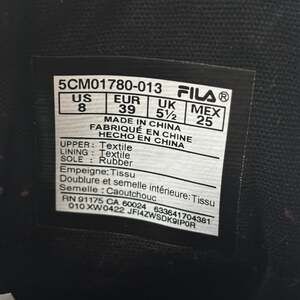 5CM01780-013 FILA®
US EUR UK MEX
8 39 5½ 25
MADE IN CHINA
FABRIQUÉ EN CHINE
HECHO EN CHINA
UPPER : Textile
LINING : Textile
SOLE : Rubber
Empeigne: Tissu
Doublure et semelle intérieure: Tissu
Semelle : Caoutchouc
RN 91175 CA 60024 633641704381
010 XW0422 JFI4ZWSDK9IP0R